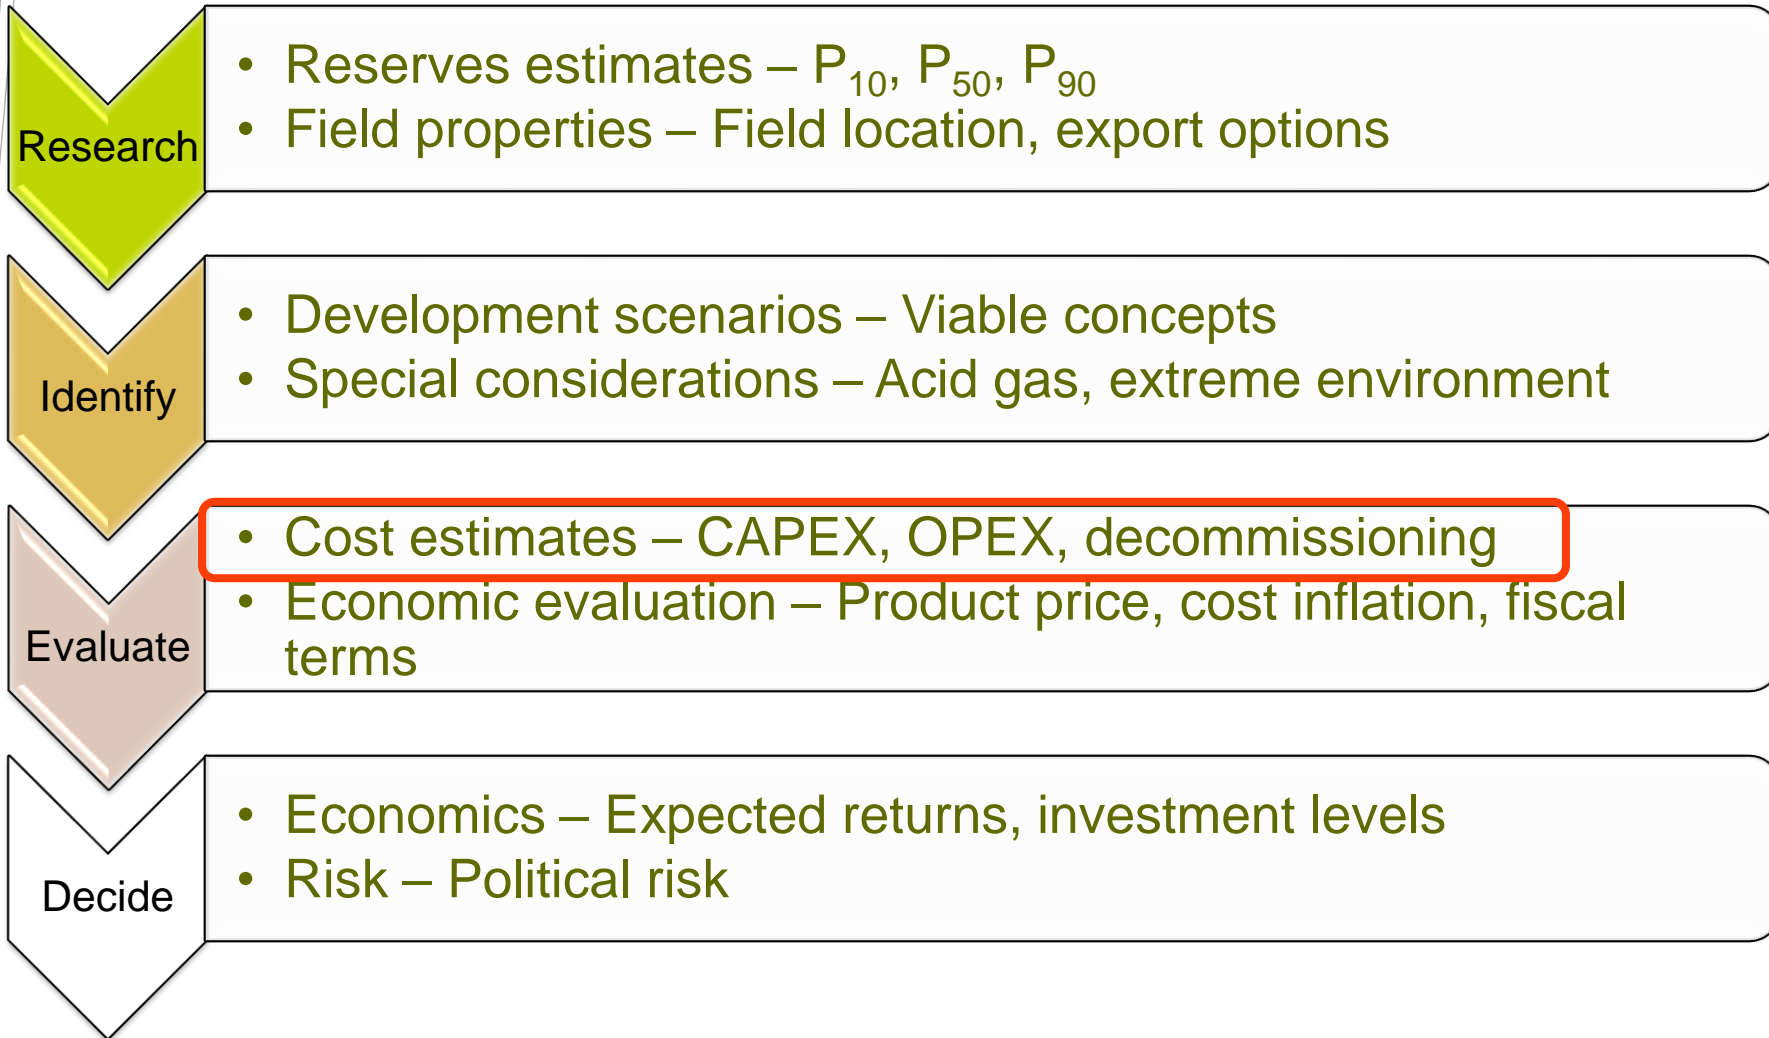 Research
• Reserves estimates – P10, P50, P90
• Field properties – Field location, export options
Identify
• Development scenarios – Viable concepts
• Special considerations – Acid gas, extreme environment
Evaluate
• Cost estimates – CAPEX, OPEX, decommissioning
• Economic evaluation – Product price, cost inflation, fiscal
terms
Decide
• Economics – Expected returns, investment levels
• Risk – Political risk